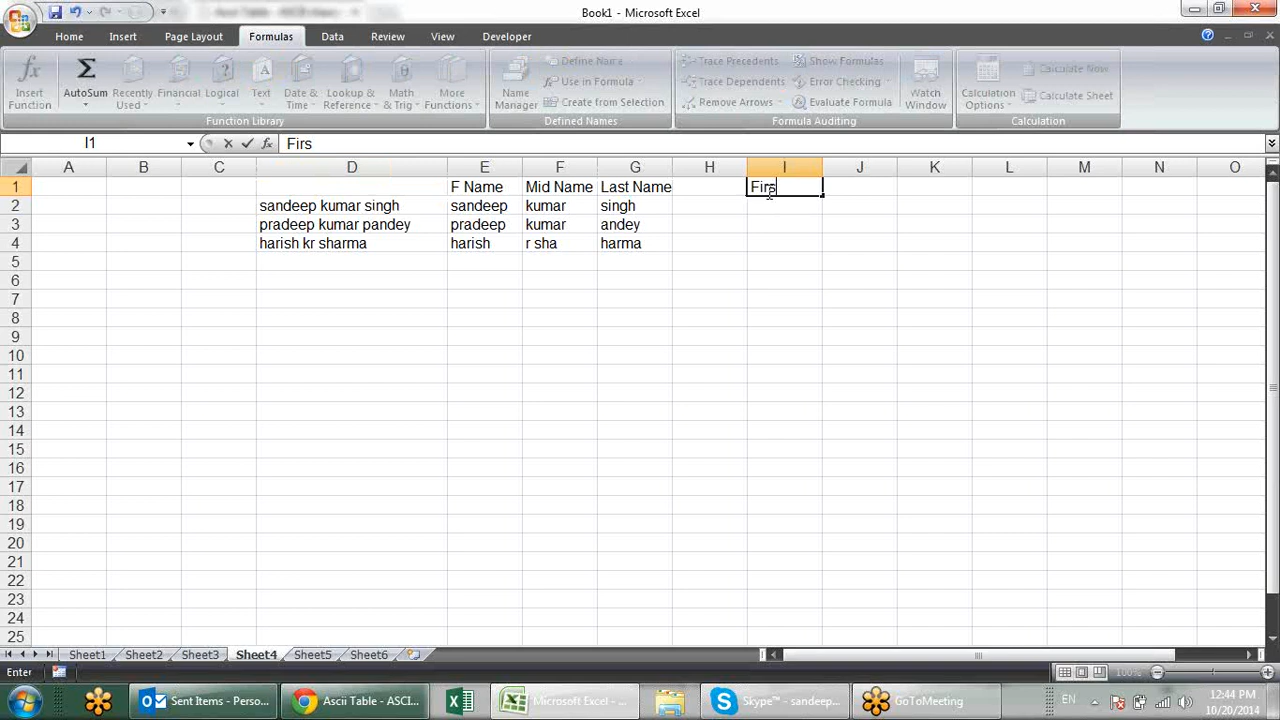 Ascii Table - ASCII
Book1 - Microsoft Excel
Home Insert Page Layout Formulas Data Review View Developer
Insert Function
AutoSum
Recently Used
Financial
Logical
Text
Date & Time
Lookup & Reference
Math & Trig
More Functions
Function Library
Name Manager
Define Name
Use in Formula
Create from Selection
Defined Names
Trace Precedents
Trace Dependents
Remove Arrows
Show Formulas
Error Checking
Evaluate Formula
Formula Auditing
Watch Window
Calculation Options
Calculate Now
Calculate Sheet
Calculation
I1 fx Firs
A B C D E F G H I J K L M N O
1 F Name Mid Name Last Name Firs
2 sandeep kumar singh sandeep kumar singh
3 pradeep kumar pandey pradeep kumar andey
4 harish kr sharma harish r sha harma
5
6
7
8
9
10
11
12
13
14
15
16
17
18
19
20
21
22
23
24
25
Sheet1 Sheet2 Sheet3 Sheet4 Sheet5 Sheet6
Enter 100%
Sent Items - Perso... Ascii Table - ASCI... Microsoft Excel - ... Skype™ - sandeep... GoToMeeting EN 12:44 PM
10/20/2014